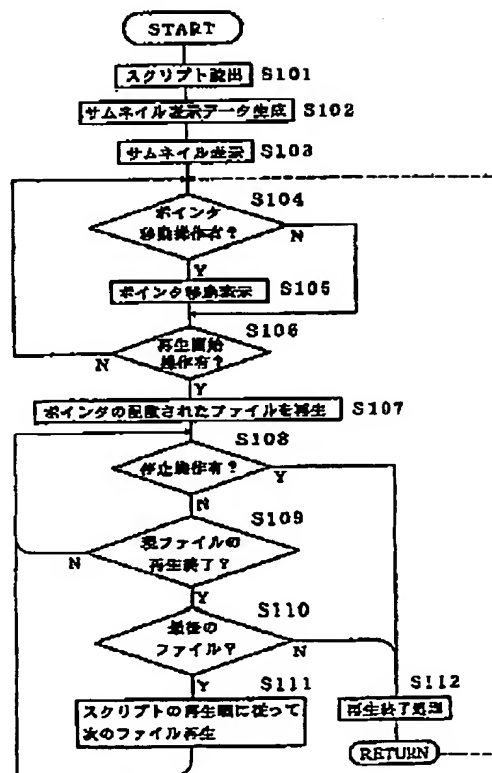 START
スクリプト読出 S101
サムネイル表示データ生成 S102
サムネイル表示 S103
S104
ポインタ
移動操作有?
N
Y
ポインタ移動表示 S105
S106
再生開始
操作有?
N
Y
ポインタの配置されたファイルを再生 S107
S108
停止操作有?
Y
N
S109
現ファイルの
再生終了?
N
Y
S110
最後の
ファイル?
N
Y
S111
スクリプトの再生順に従って
次のファイル再生
S112
再生終了処理
RETURN